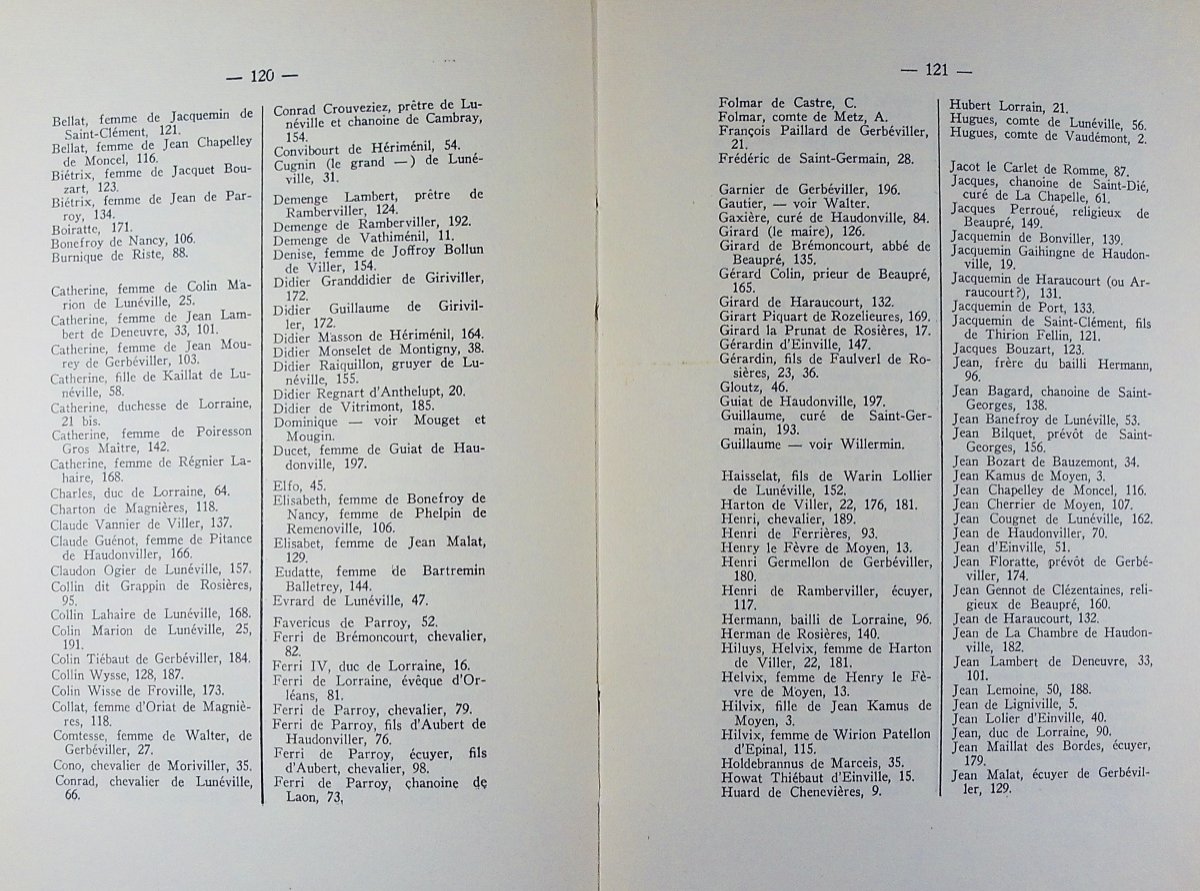 — 120 —
Bellat, femme de Jacquemin de
Saint-Clément, 121.
Bellat, femme de Jean Chapelley
de Moncel, 116.
Biétrix, femme de Jacquet Bou-
zart, 123.
Biétrix, femme de Jean de Par-
roy, 134.
Boiratte, 171.
Bonefroy de Nancy, 106.
Burnique de Riste, 88.
Catherine, femme de Colin Ma-
rion de Lunéville, 25.
Catherine, femme de Jean Lam-
bert de Deneuvre, 33, 101.
Catherine, femme de Jean Mou-
rey de Gerbéviller, 103.
Catherine, fille de Kaillat de Lu-
néville, 58.
Catherine, duchesse de Lorraine,
21 bis.
Catherine, femme de Poiresson
Gros Maitre, 142.
Catherine, femme de Régnier La-
haire, 168.
Charles, duc de Lorraine, 64.
Charton de Magnières, 118.
Claude Vannier de Viller, 137.
Claude Guénot, femme de Pitance
de Haudonviller, 166.
Claudon Ogier de Lunéville, 157.
Collin dit Grappin de Rosières,
95.
Collin Lahaire de Lunéville, 168.
Colin Marion de Lunéville, 25,
191.
Colin Tiébaut de Gerbéviller, 184.
Collin Wysse, 128, 187.
Colin Wisse de Froville, 173.
Collat, femme d'Oriat de Magniè-
res, 118.
Comtesse, femme de Walter, de
Gerbéviller, 27.
Cono, chevalier de Moriviller, 35.
Conrad, chevalier de Lunéville,
66.
Conrad Crouveziez, prêtre de Lu-
néville et chanoine de Cambray,
154.
Convibourt de Hériménil, 54.
Cugnin (le grand —) de Luné-
ville, 31.
Demenge Lambert, prêtre de
Ramberviller, 124.
Demenge de Ramberviller, 192.
Demenge de Vathiménil, 11.
Denise, femme de Joffroy Bollun
de Viller, 154.
Didier Granddidier de Giriviller,
172.
Didier Guillaume de Girivil-
ler, 172.
Didier Masson de Hériménil, 164.
Didier Monselet de Montigny, 38.
Didier Raiquillon, gruyer de Lu-
néville, 155.
Didier Regnart d'Anthelupt, 20.
Didier de Vitrimont, 185.
Dominique — voir Mouget et
Mougin.
Ducet, femme de Guiat de Hau-
donville, 197.
Elfo, 45.
Elisabeth, femme de Bonefroy de
Nancy, femme de Phelpin de
Remenoville, 106.
Elisabet, femme de Jean Malat,
129.
Eudatte, femme de Bartremin
Balletrey, 144.
Evrard de Lunéville, 47.
Favericus de Parroy, 52.
Ferri de Brémoncourt, chevalier,
82.
Ferri IV, duc de Lorraine, 16.
Ferri de Lorraine, évêque d'Or-
léans, 81.
Ferri de Parroy, chevalier, 79.
Ferri de Parroy, fils d'Aubert de
Haudonviller, 76.
Ferri de Parroy, écuyer, fils
d'Aubert, chevalier, 98.
Ferri de Parroy, chanoine de
Laon, 73.
— 121 —
Folmar de Castre, C.
Folmar, comte de Metz, A.
François Paillard de Gerbéviller,
21.
Frédéric de Saint-Germain, 28.
Garnier de Gerbéviller, 196.
Gautier, — voir Walter.
Gaxière, curé de Haudonville, 84.
Girard (le maire), 126.
Girard de Brémoncourt, abbé de
Beaupré, 135.
Gérard Colin, prieur de Beaupré,
165.
Girard de Haraucourt, 132.
Girart Piquart de Rozelieures, 169.
Girard la Prunat de Rosières, 17.
Gérardin d'Einville, 147.
Gérardin, fils de Faulverl de Ro-
sières, 23, 36.
Gloutz, 46.
Guiat de Haudonville, 197.
Guillaume, curé de Saint-Ger-
main, 193.
Guillaume — voir Willermin.
Haisselat, fils de Warin Lollier
de Lunéville, 152.
Harton de Viller, 22, 176, 181.
Henri, chevalier, 189.
Henri de Ferrières, 93.
Henry le Fèvre de Moyen, 13.
Henri Germellon de Gerbéviller,
180.
Henri de Ramberviller, écuyer,
117.
Hermann, bailli de Lorraine, 96.
Herman de Rosières, 140.
Hiluys, Helvix, femme de Harton
de Viller, 22, 181.
Helvix, femme de Henry le Fè-
vre de Moyen, 13.
Hilvix, fille de Jean Kamus de
Moyen, 3.
Hilvix, femme de Wirion Patellon
d'Epinal, 115.
Holdebrannus de Marceis, 35.
Howat Thiébaut d'Einville, 15.
Huard de Chenevières, 9.
Hubert Lorrain, 21.
Hugues, comte de Lunéville, 56.
Hugues, comte de Vaudémont, 2.
Jacot le Carlet de Romme, 87.
Jacques, chanoine de Saint-Dié,
curé de La Chapelle, 61.
Jacques Perroué, religieux de
Beaupré, 149.
Jacquemin de Bonviller, 139.
Jacquemin Gaihingne de Haudon-
ville, 19.
Jacquemin de Haraucourt (ou Ar-
raucourt?), 131.
Jacquemin de Port, 133.
Jacquemin de Saint-Clément, fils
de Thirion Fellin, 121.
Jacques Bouzart, 123.
Jean, frère du bailli Hermann,
96.
Jean Bagard, chanoine de Saint-
Georges, 138.
Jean Banefroy de Lunéville, 53.
Jean Bilquet, prévôt de Saint-
Georges, 156.
Jean Bozart de Bauzemont, 34.
Jean Kamus de Moyen, 3.
Jean Chapelley de Moncel, 116.
Jean Cherrier de Moyen, 107.
Jean Cougnet de Lunéville, 162.
Jean de Haudonviller, 70.
Jean d'Einville, 51.
Jean Floratte, prévôt de Gerbé-
viller, 174.
Jean Gennot de Clézentaines, reli-
gieux de Beaupré, 160.
Jean de Haraucourt, 132.
Jean de La Chambre de Haudon-
ville, 182.
Jean Lambert de Deneuvre, 33,
101.
Jean Lemoine, 50, 188.
Jean de Ligniville, 5.
Jean Lolier d'Einville, 40.
Jean, duc de Lorraine, 90.
Jean Maillat des Bordes, écuyer,
179.
Jean Malat, écuyer de Gerbévil-
ler, 129.